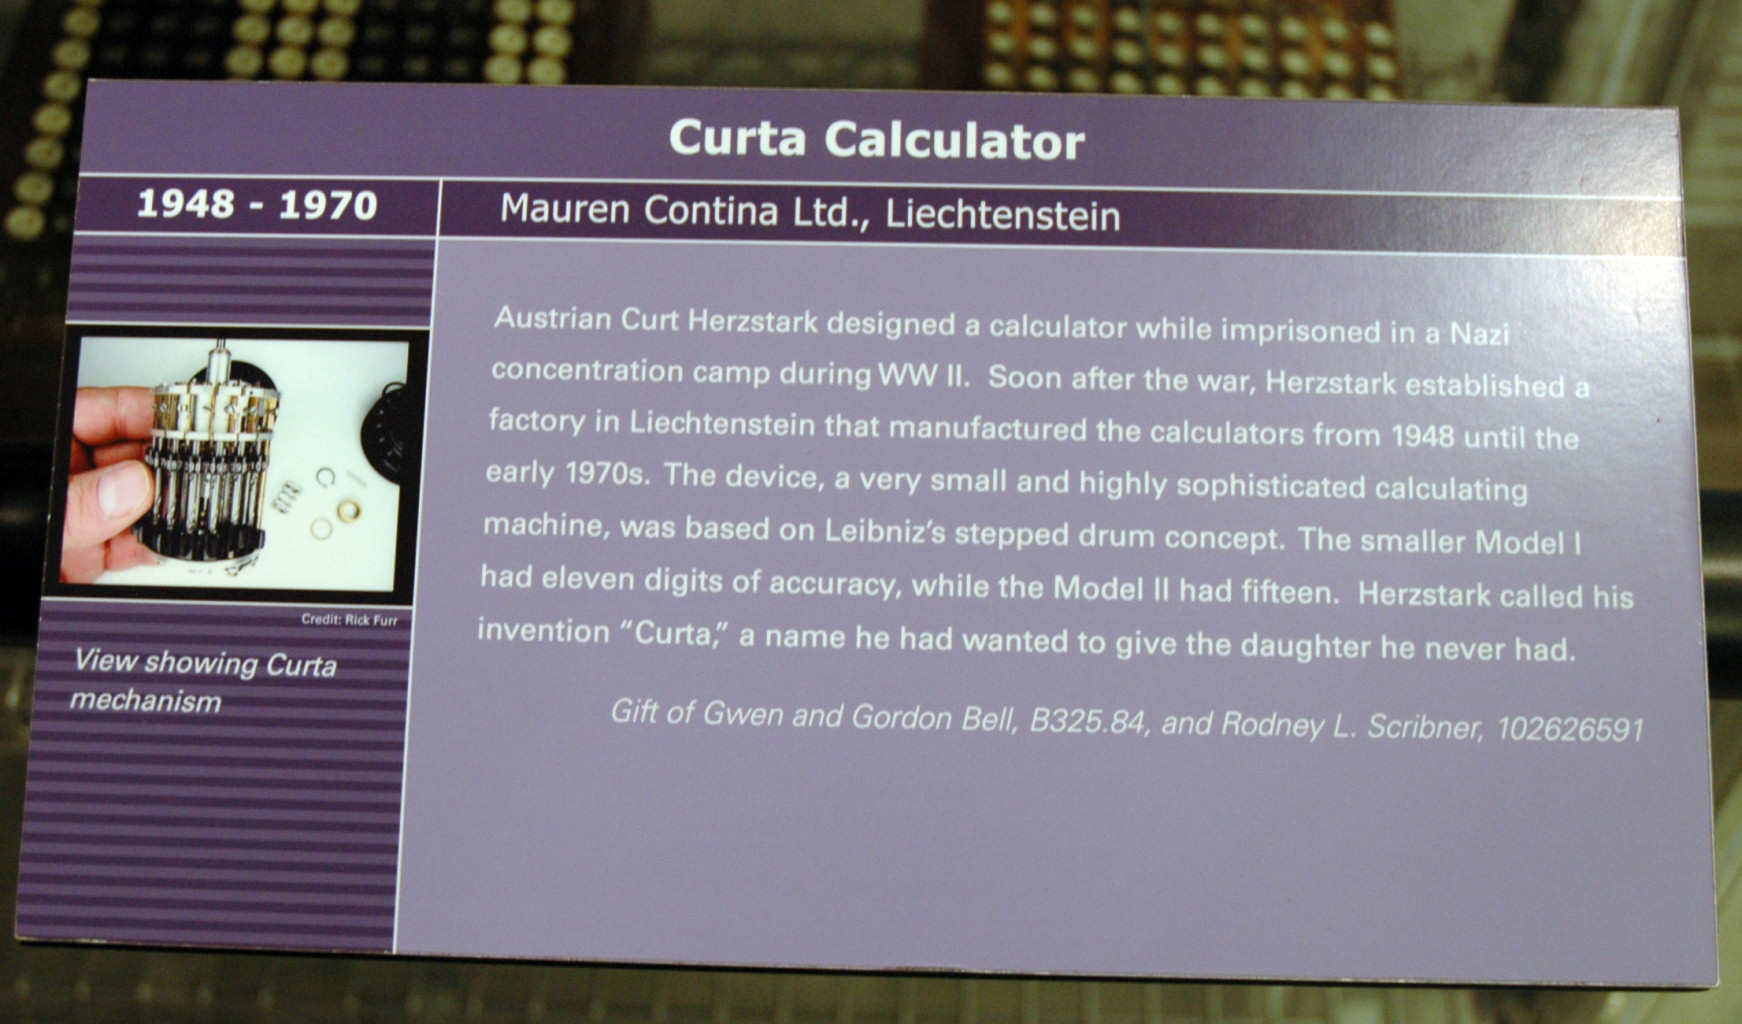 Curta Calculator
1948 - 1970
Mauren Contina Ltd., Liechtenstein
Austrian Curt Herzstark designed a calculator while imprisoned in a Nazi
concentration camp during WW II. Soon after the war, Herzstark established a
factory in Liechtenstein that manufactured the calculators from 1948 until the
early 1970s. The device, a very small and highly sophisticated calculating
machine, was based on Leibniz's stepped drum concept. The smaller Model I
had eleven digits of accuracy, while the Model II had fifteen. Herzstark called his
invention "Curta," a name he had wanted to give the daughter he never had.
Gift of Gwen and Gordon Bell, B325.84, and Rodney L. Scribner, 102626591
Credit: Rick Furr
View showing Curta
mechanism